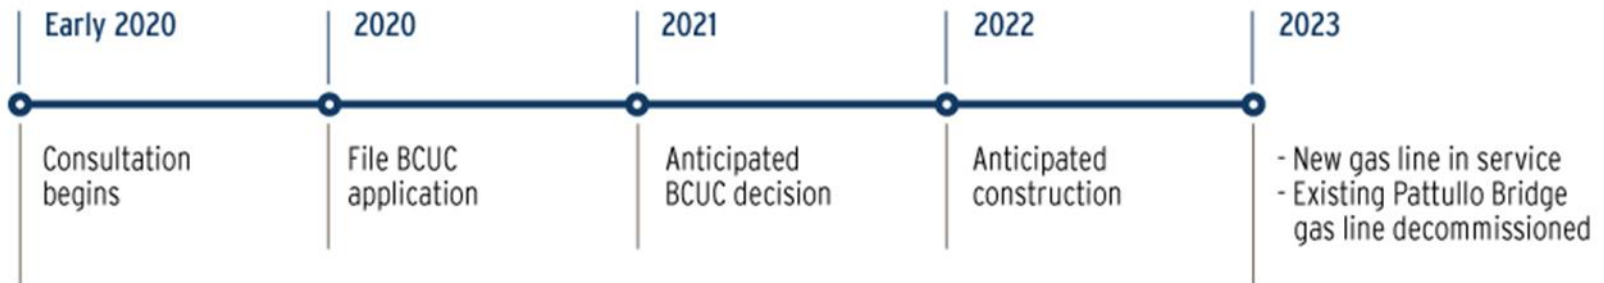 Early 2020
2020
2021
2022
2023
Consultation
begins
File BCUC
application
Anticipated
BCUC decision
Anticipated
construction
- New gas line in service
- Existing Pattullo Bridge
gas line decommissioned